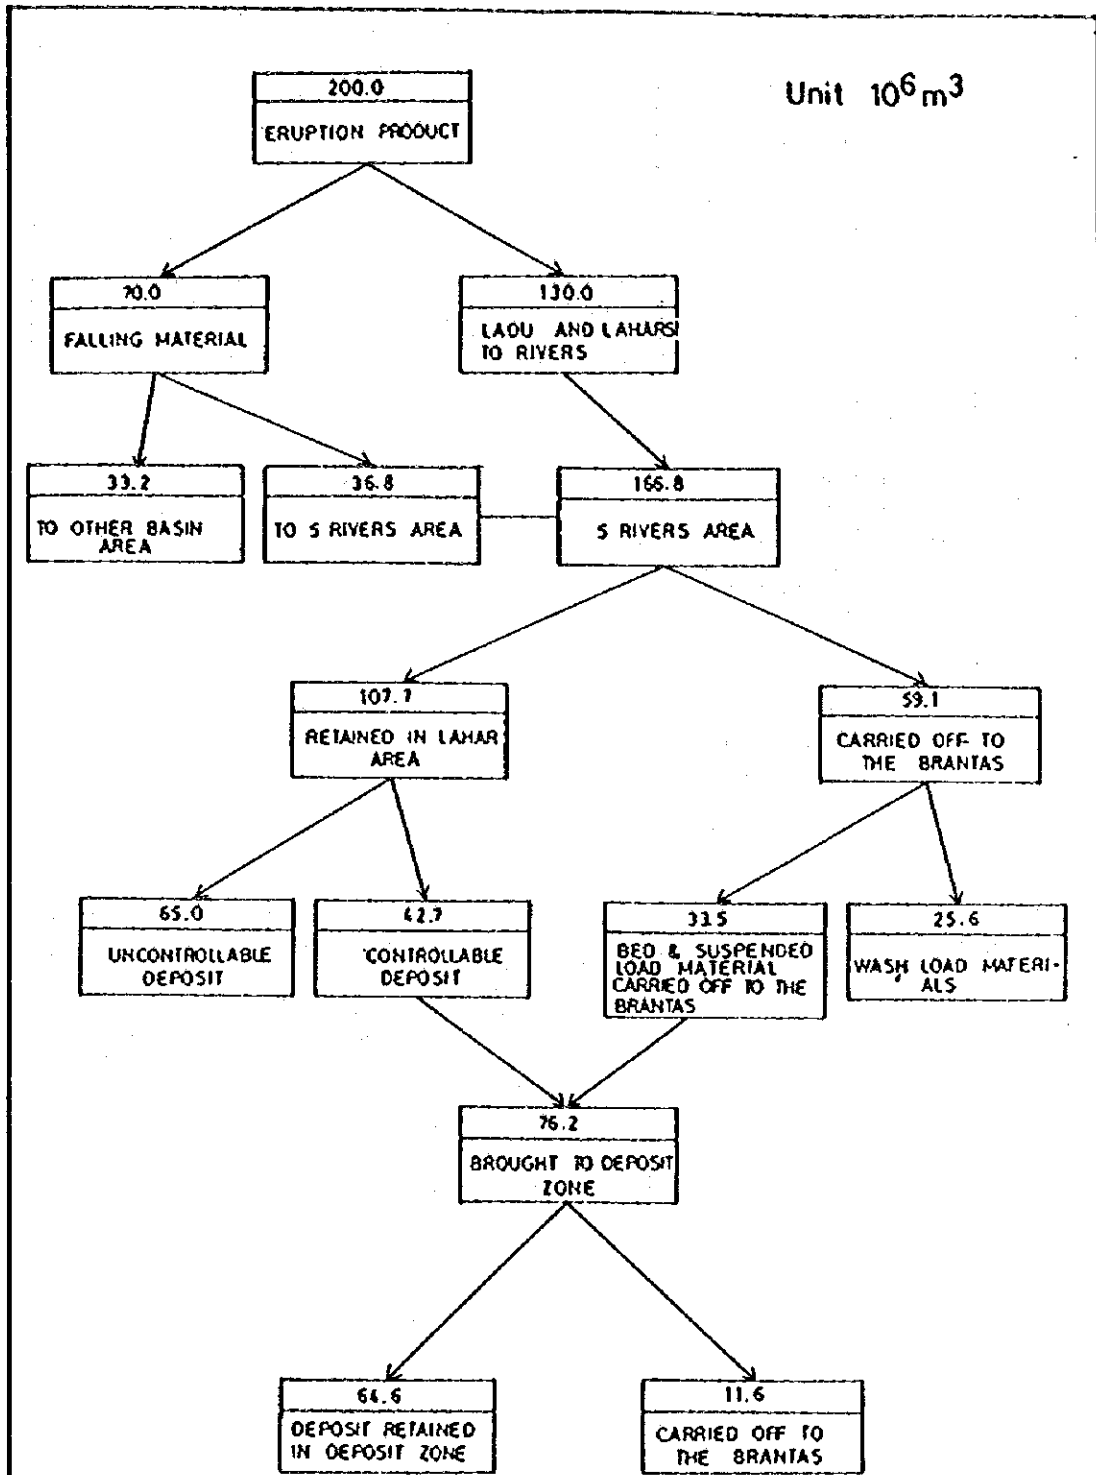 Unit 10⁶ m³
200.0
ERUPTION PRODUCT
70.0
FALLING MATERIAL
130.0
LADU AND LAHARS
TO RIVERS
33.2
TO OTHER BASIN
AREA
36.8
TO 5 RIVERS AREA
166.8
5 RIVERS AREA
107.7
RETAINED IN LAHAR
AREA
59.1
CARRIED OFF TO
THE BRANTAS
65.0
UNCONTROLLABLE
DEPOSIT
42.7
CONTROLLABLE
DEPOSIT
33.5
BED & SUSPENDED
LOAD MATERIAL
CARRIED OFF TO THE
BRANTAS
25.6
WASH LOAD MATERI-
ALS
76.2
BROUGHT TO DEPOSIT
ZONE
64.6
DEPOSIT RETAINED
IN DEPOSIT ZONE
11.6
CARRIED OFF TO
THE BRANTAS